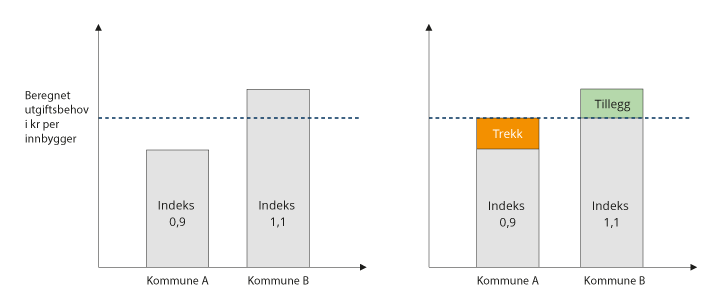 Beregnet
utgiftsbehov
i kr per
innbygger
Indeks
0,9
Indeks
1,1
Kommune A
Kommune B
Trekk
Tillegg
Indeks
0,9
Indeks
1,1
Kommune A
Kommune B